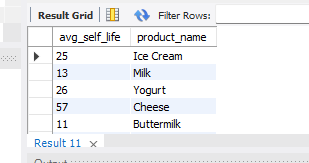 Result Grid Filter Rows:
avg_self_life product_name
25 Ice Cream
13 Milk
26 Yogurt
57 Cheese
11 Buttermilk
Result 11 ×
Output